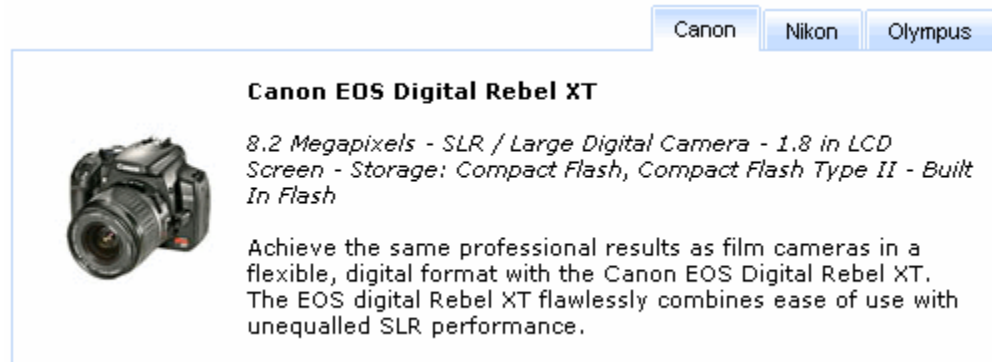 Canon Nikon Olympus
Canon EOS Digital Rebel XT
8.2 Megapixels - SLR / Large Digital Camera - 1.8 in LCD
Screen - Storage: Compact Flash, Compact Flash Type II - Built
In Flash
Achieve the same professional results as film cameras in a
flexible, digital format with the Canon EOS Digital Rebel XT.
The EOS digital Rebel XT flawlessly combines ease of use with
unequalled SLR performance.